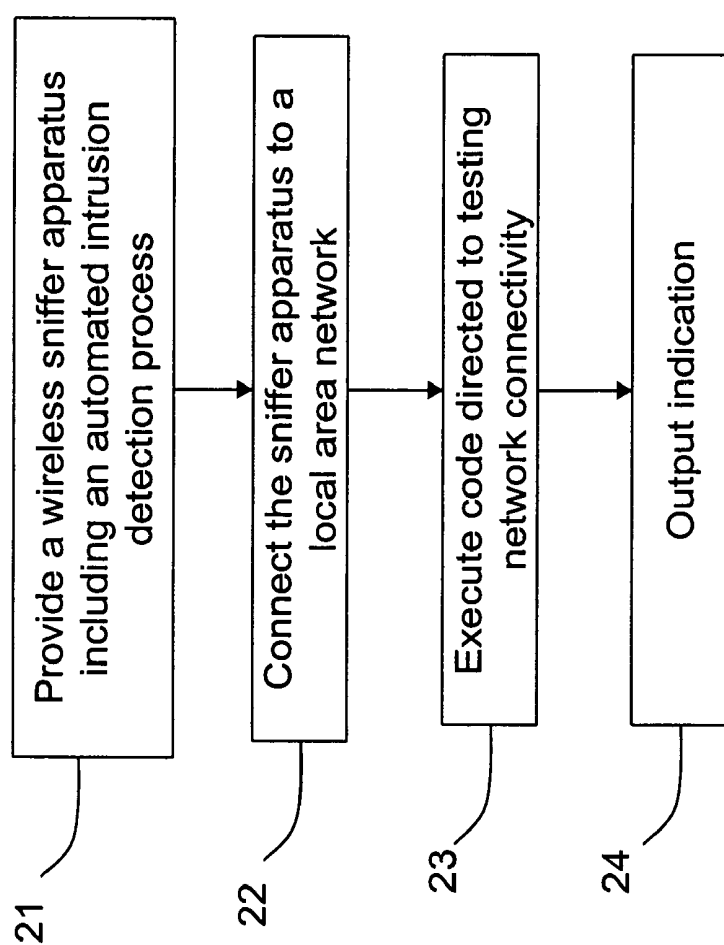 21
Provide a wireless sniffer apparatus
including an automated intrusion
detection process
22
Connect the sniffer apparatus to a
local area network
23
Execute code directed to testing
network connectivity
24
Output indication